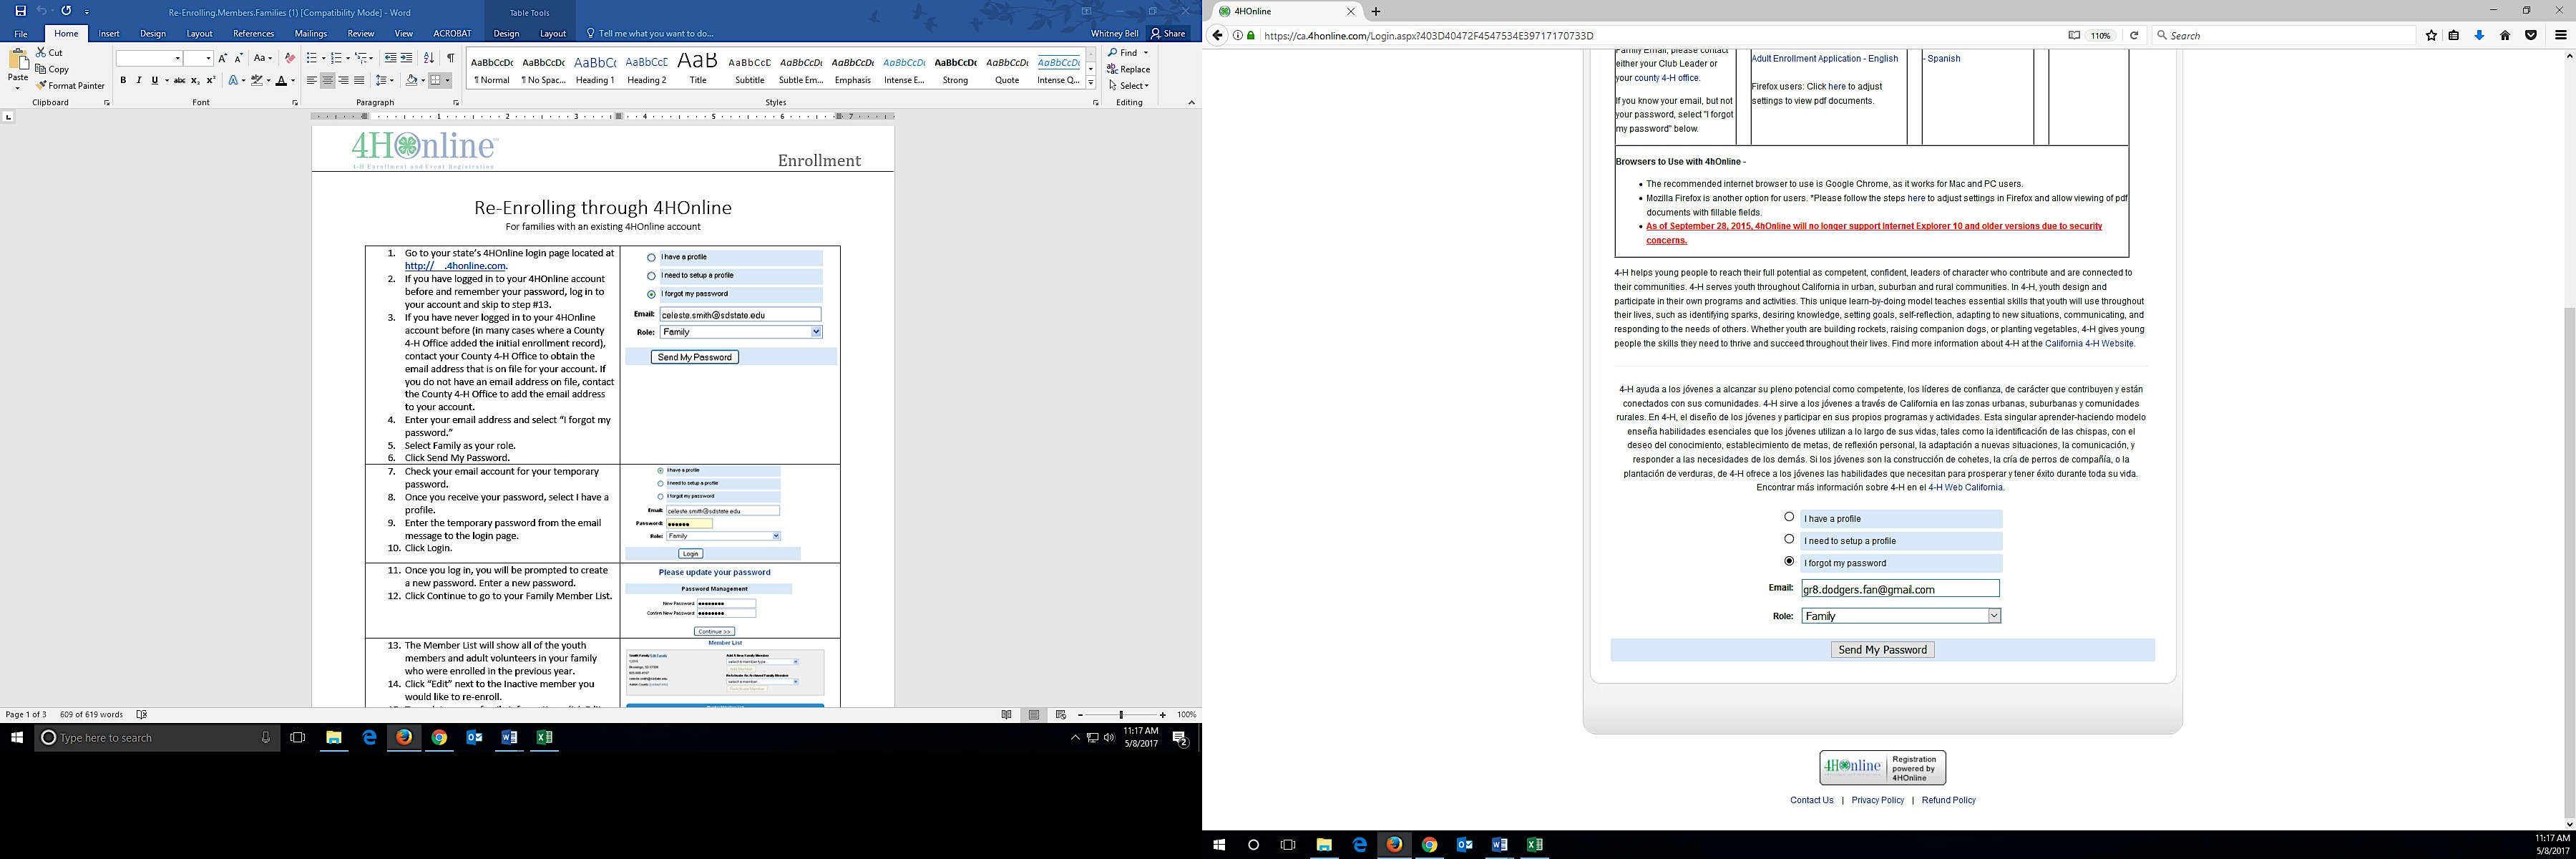 Re-Enrolling.Members.Families (1) [Compatibility Mode] - Word
Table Tools
File
Home
Insert
Design
Layout
References
Mailings
Review
View
ACROBAT
Design
Layout
Tell me what you want to do...
Whitney Bell
Share
Paste
Cut
Copy
Format Painter
Clipboard
Font
Paragraph
¶ Normal
¶ No Spac...
Heading 1
Heading 2
Title
Subtitle
Subtle Em...
Emphasis
Intense E...
Strong
Quote
Intense Q...
Styles
Find
Replace
Select
Editing
4HOnline
4-H Enrollment and Event Registration
Enrollment
Re-Enrolling through 4HOnline
For families with an existing 4HOnline account
1. Go to your state's 4HOnline login page located at
http://   .4honline.com.
2. If you have logged in to your 4HOnline account
before and remember your password, log in to
your account and skip to step #13.
3. If you have never logged in to your 4HOnline
account before (in many cases where a County
4-H Office added the initial enrollment record),
contact your County 4-H Office to obtain the
email address that is on file for your account. If
you do not have an email address on file, contact
the County 4-H Office to add the email address
to your account.
4. Enter your email address and select "I forgot my
password."
5. Select Family as your role.
6. Click Send My Password.
I have a profile
I need to setup a profile
I forgot my password
Email: celeste.smith@sdstate.edu
Role: Family
Send My Password
7. Check your email account for your temporary
password.
8. Once you receive your password, select I have a
profile.
9. Enter the temporary password from the email
message to the login page.
10. Click Login.
I have a profile
I need to setup a profile
I forgot my password
Email: celeste.smith@sdstate.edu
Password: ●●●●●●
Role: Family
Login
11. Once you log in, you will be prompted to create
a new password. Enter a new password.
12. Click Continue to go to your Family Member List.
Please update your password
Password Management
New Password ●●●●●●●●
Confirm New Password ●●●●●●●●
Continue >>
13. The Member List will show all of the youth
members and adult volunteers in your family
who were enrolled in the previous year.
14. Click "Edit" next to the Inactive member you
would like to re-enroll.
Member List
Page 1 of 3
609 of 619 words
100%
Type here to search
11:17 AM
5/8/2017
4HOnline
https://ca.4honline.com/Login.aspx?403D40472F4547534E39717170733D
110%
Search
Family Email, please contact
either your Club Leader or
your county 4-H office.
If you know your email, but not
your password, select "I forgot
my password" below.
Adult Enrollment Application - English
Firefox users: Click here to adjust
settings to view pdf documents.
- Spanish
Browsers to Use with 4hOnline -
• The recommended internet browser to use is Google Chrome, as it works for Mac and PC users.
• Mozilla Firefox is another option for users. *Please follow the steps here to adjust settings in Firefox and allow viewing of pdf
documents with fillable fields.
• As of September 28, 2015, 4hOnline will no longer support Internet Explorer 10 and older versions due to security
concerns.
4-H helps young people to reach their full potential as competent, confident, leaders of character who contribute and are connected to
their communities. 4-H serves youth throughout California in urban, suburban and rural communities. In 4-H, youth design and
participate in their own programs and activities. This unique learn-by-doing model teaches essential skills that youth will use throughout
their lives, such as identifying sparks, desiring knowledge, setting goals, self-reflection, adapting to new situations, communicating, and
responding to the needs of others. Whether youth are building rockets, raising companion dogs, or planting vegetables, 4-H gives young
people the skills they need to thrive and succeed throughout their lives. Find more information about 4-H at the California 4-H Website.
4-H ayuda a los jóvenes a alcanzar su pleno potencial como competente, los líderes de confianza, de carácter que contribuyen y están
conectados con sus comunidades. 4-H sirve a los jóvenes a través de California en las zonas urbanas, suburbanas y comunidades
rurales. En 4-H, el diseño de los jóvenes y participar en sus propios programas y actividades. Esta singular aprender-haciendo modelo
enseña habilidades esenciales que los jóvenes utilizan a lo largo de sus vidas, tales como la identificación de las chispas, con el
deseo del conocimiento, establecimiento de metas, de reflexión personal, la adaptación a nuevas situaciones, la comunicación, y
responder a las necesidades de los demás. Si los jóvenes son la construcción de cohetes, la cría de perros de compañía, o la
plantación de verduras, de 4-H ofrece a los jóvenes las habilidades que necesitan para prosperar y tener éxito durante toda su vida.
Encontrar más información sobre 4-H en el 4-H Web California.
I have a profile
I need to setup a profile
I forgot my password
Email: gr8.dodgers.fan@gmail.com
Role: Family
Send My Password
4HOnline
Registration
powered by
4HOnline
Contact Us | Privacy Policy | Refund Policy
11:17 AM
5/8/2017